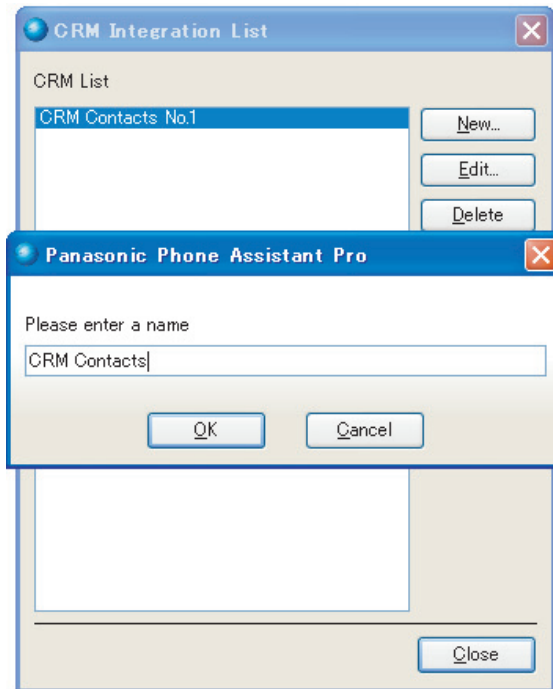 CRM Integration List
CRM List
CRM Contacts No.1
New...
Edit...
Delete
Panasonic Phone Assistant Pro
Please enter a name
CRM Contacts
OK
Cancel
Close